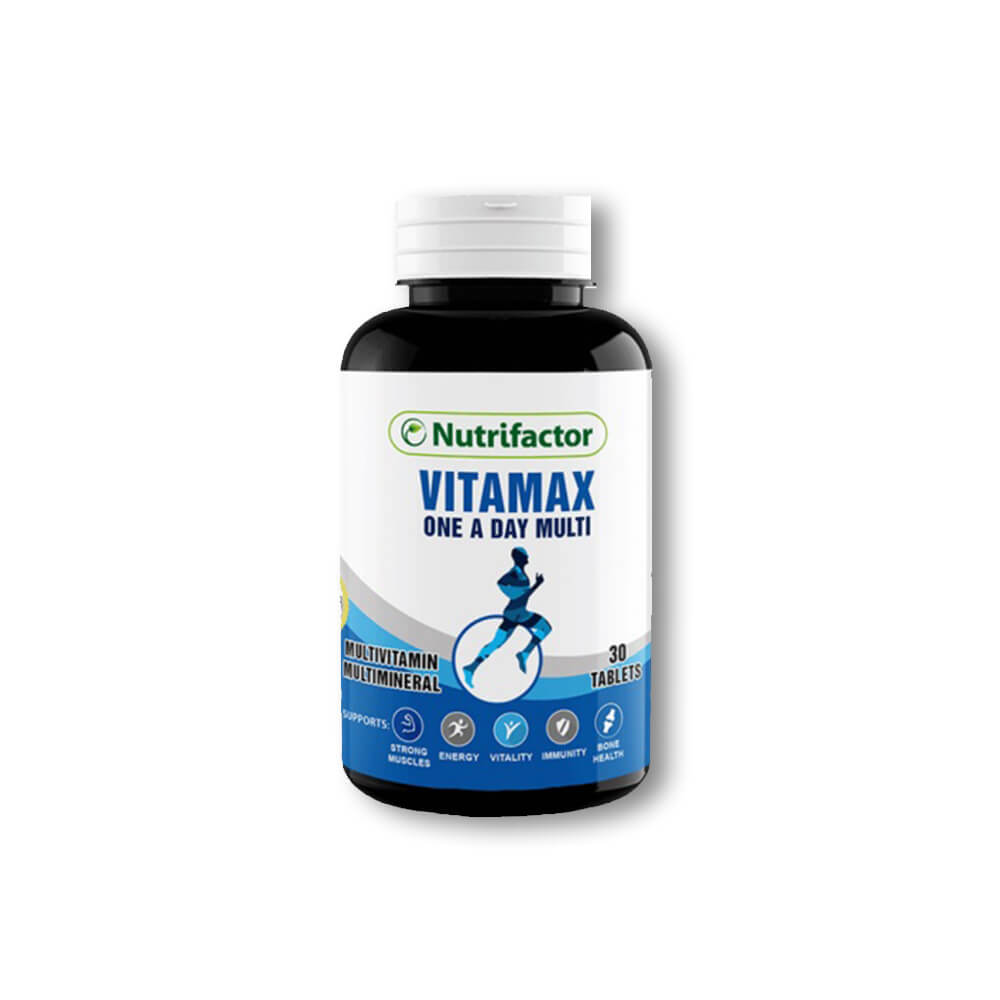 Nutrifactor
VITAMAX
ONE A DAY MULTI
MULTIVITAMIN
MULTIMINERAL
30
TABLETS
SUPPORTS:
STRONG
MUSCLES
ENERGY
VITALITY
IMMUNITY
BONE
HEALTH